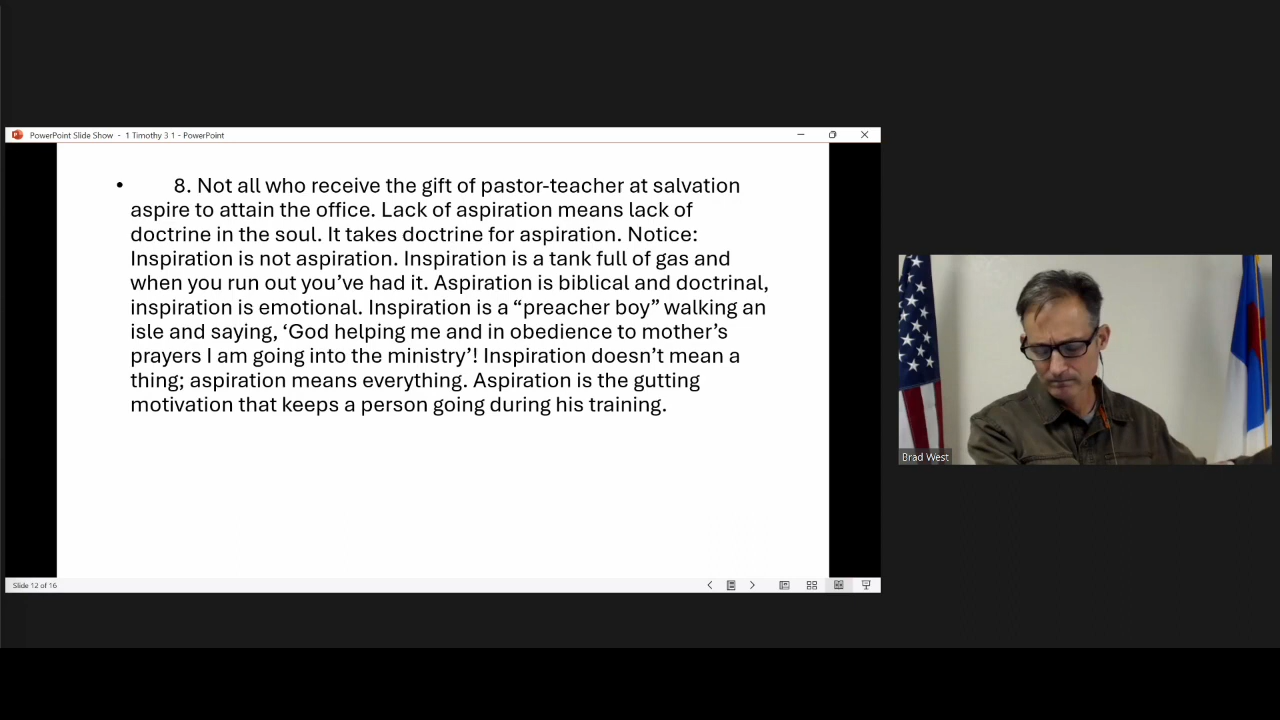 PowerPoint Slide Show - 1 Timothy 3 1 - PowerPoint
• 8. Not all who receive the gift of pastor-teacher at salvation
aspire to attain the office. Lack of aspiration means lack of
doctrine in the soul. It takes doctrine for aspiration. Notice:
Inspiration is not aspiration. Inspiration is a tank full of gas and
when you run out you’ve had it. Aspiration is biblical and doctrinal,
inspiration is emotional. Inspiration is a “preacher boy” walking an
isle and saying, ‘God helping me and in obedience to mother’s
prayers I am going into the ministry’! Inspiration doesn’t mean a
thing; aspiration means everything. Aspiration is the gutting
motivation that keeps a person going during his training.
Slide 12 of 16
Brad West